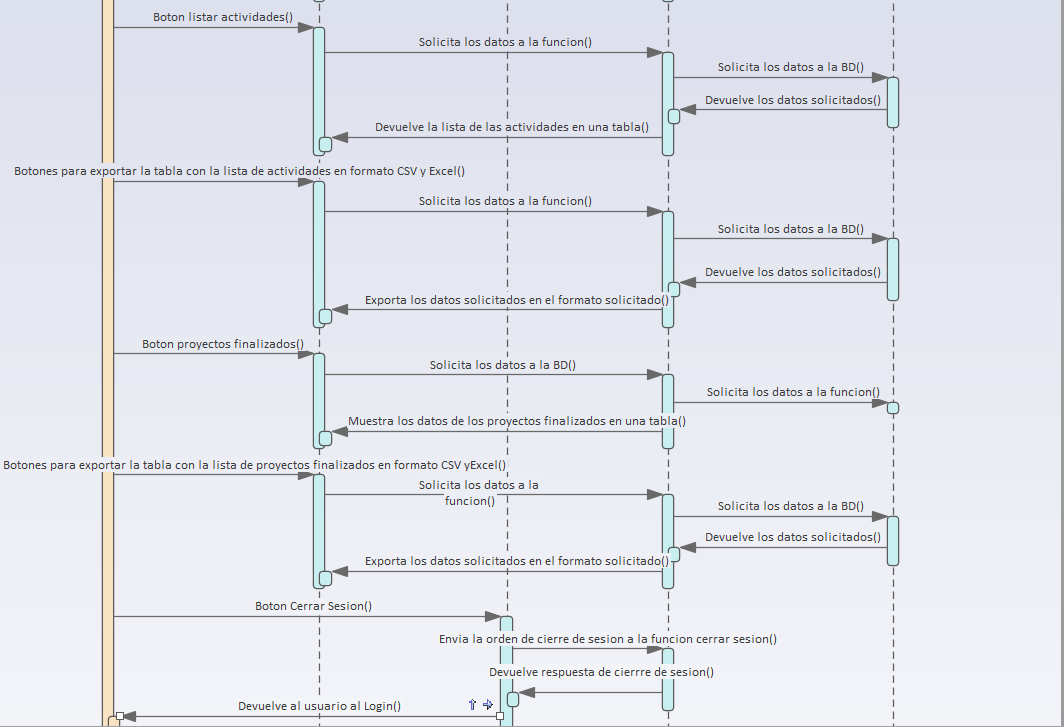 Boton listar actividades()
Solicita los datos a la funcion()
Solicita los datos a la BD()
Devuelve los datos solicitados()
Devuelve la lista de las actividades en una tabla()
Botones para exportar la tabla con la lista de actividades en formato CSV y Excel()
Solicita los datos a la funcion()
Solicita los datos a la BD()
Devuelve los datos solicitados()
Exporta los datos solicitados en el formato solicitado()
Boton proyectos finalizados()
Solicita los datos a la BD()
Solicita los datos a la funcion()
Muestra los datos de los proyectos finalizados en una tabla()
Botones para exportar la tabla con la lista de proyectos finalizados en formato CSV yExcel()
Solicita los datos a la
funcion()
Solicita los datos a la BD()
Devuelve los datos solicitados()
Exporta los datos solicitados en el formato solicitado()
Boton Cerrar Sesion()
Envia la orden de cierre de sesion a la funcion cerrar sesion()
Devuelve respuesta de cierrre de sesion()
Devuelve al usuario al Login()